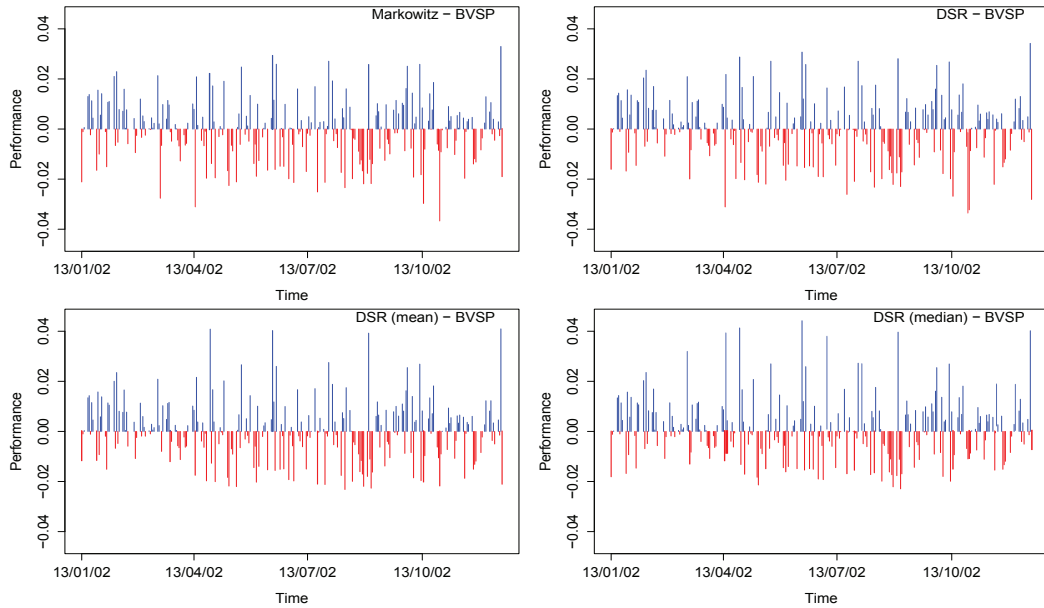 Markowitz − BVSP
Performance
0.04
0.02
0.00
−0.02
−0.04
13/01/02 13/04/02 13/07/02 13/10/02
Time
DSR − BVSP
Performance
0.04
0.02
0.00
−0.02
−0.04
13/01/02 13/04/02 13/07/02 13/10/02
Time
DSR (mean) − BVSP
Performance
0.04
0.02
0.00
−0.02
−0.04
13/01/02 13/04/02 13/07/02 13/10/02
Time
DSR (median) − BVSP
Performance
0.04
0.02
0.00
−0.02
−0.04
13/01/02 13/04/02 13/07/02 13/10/02
Time